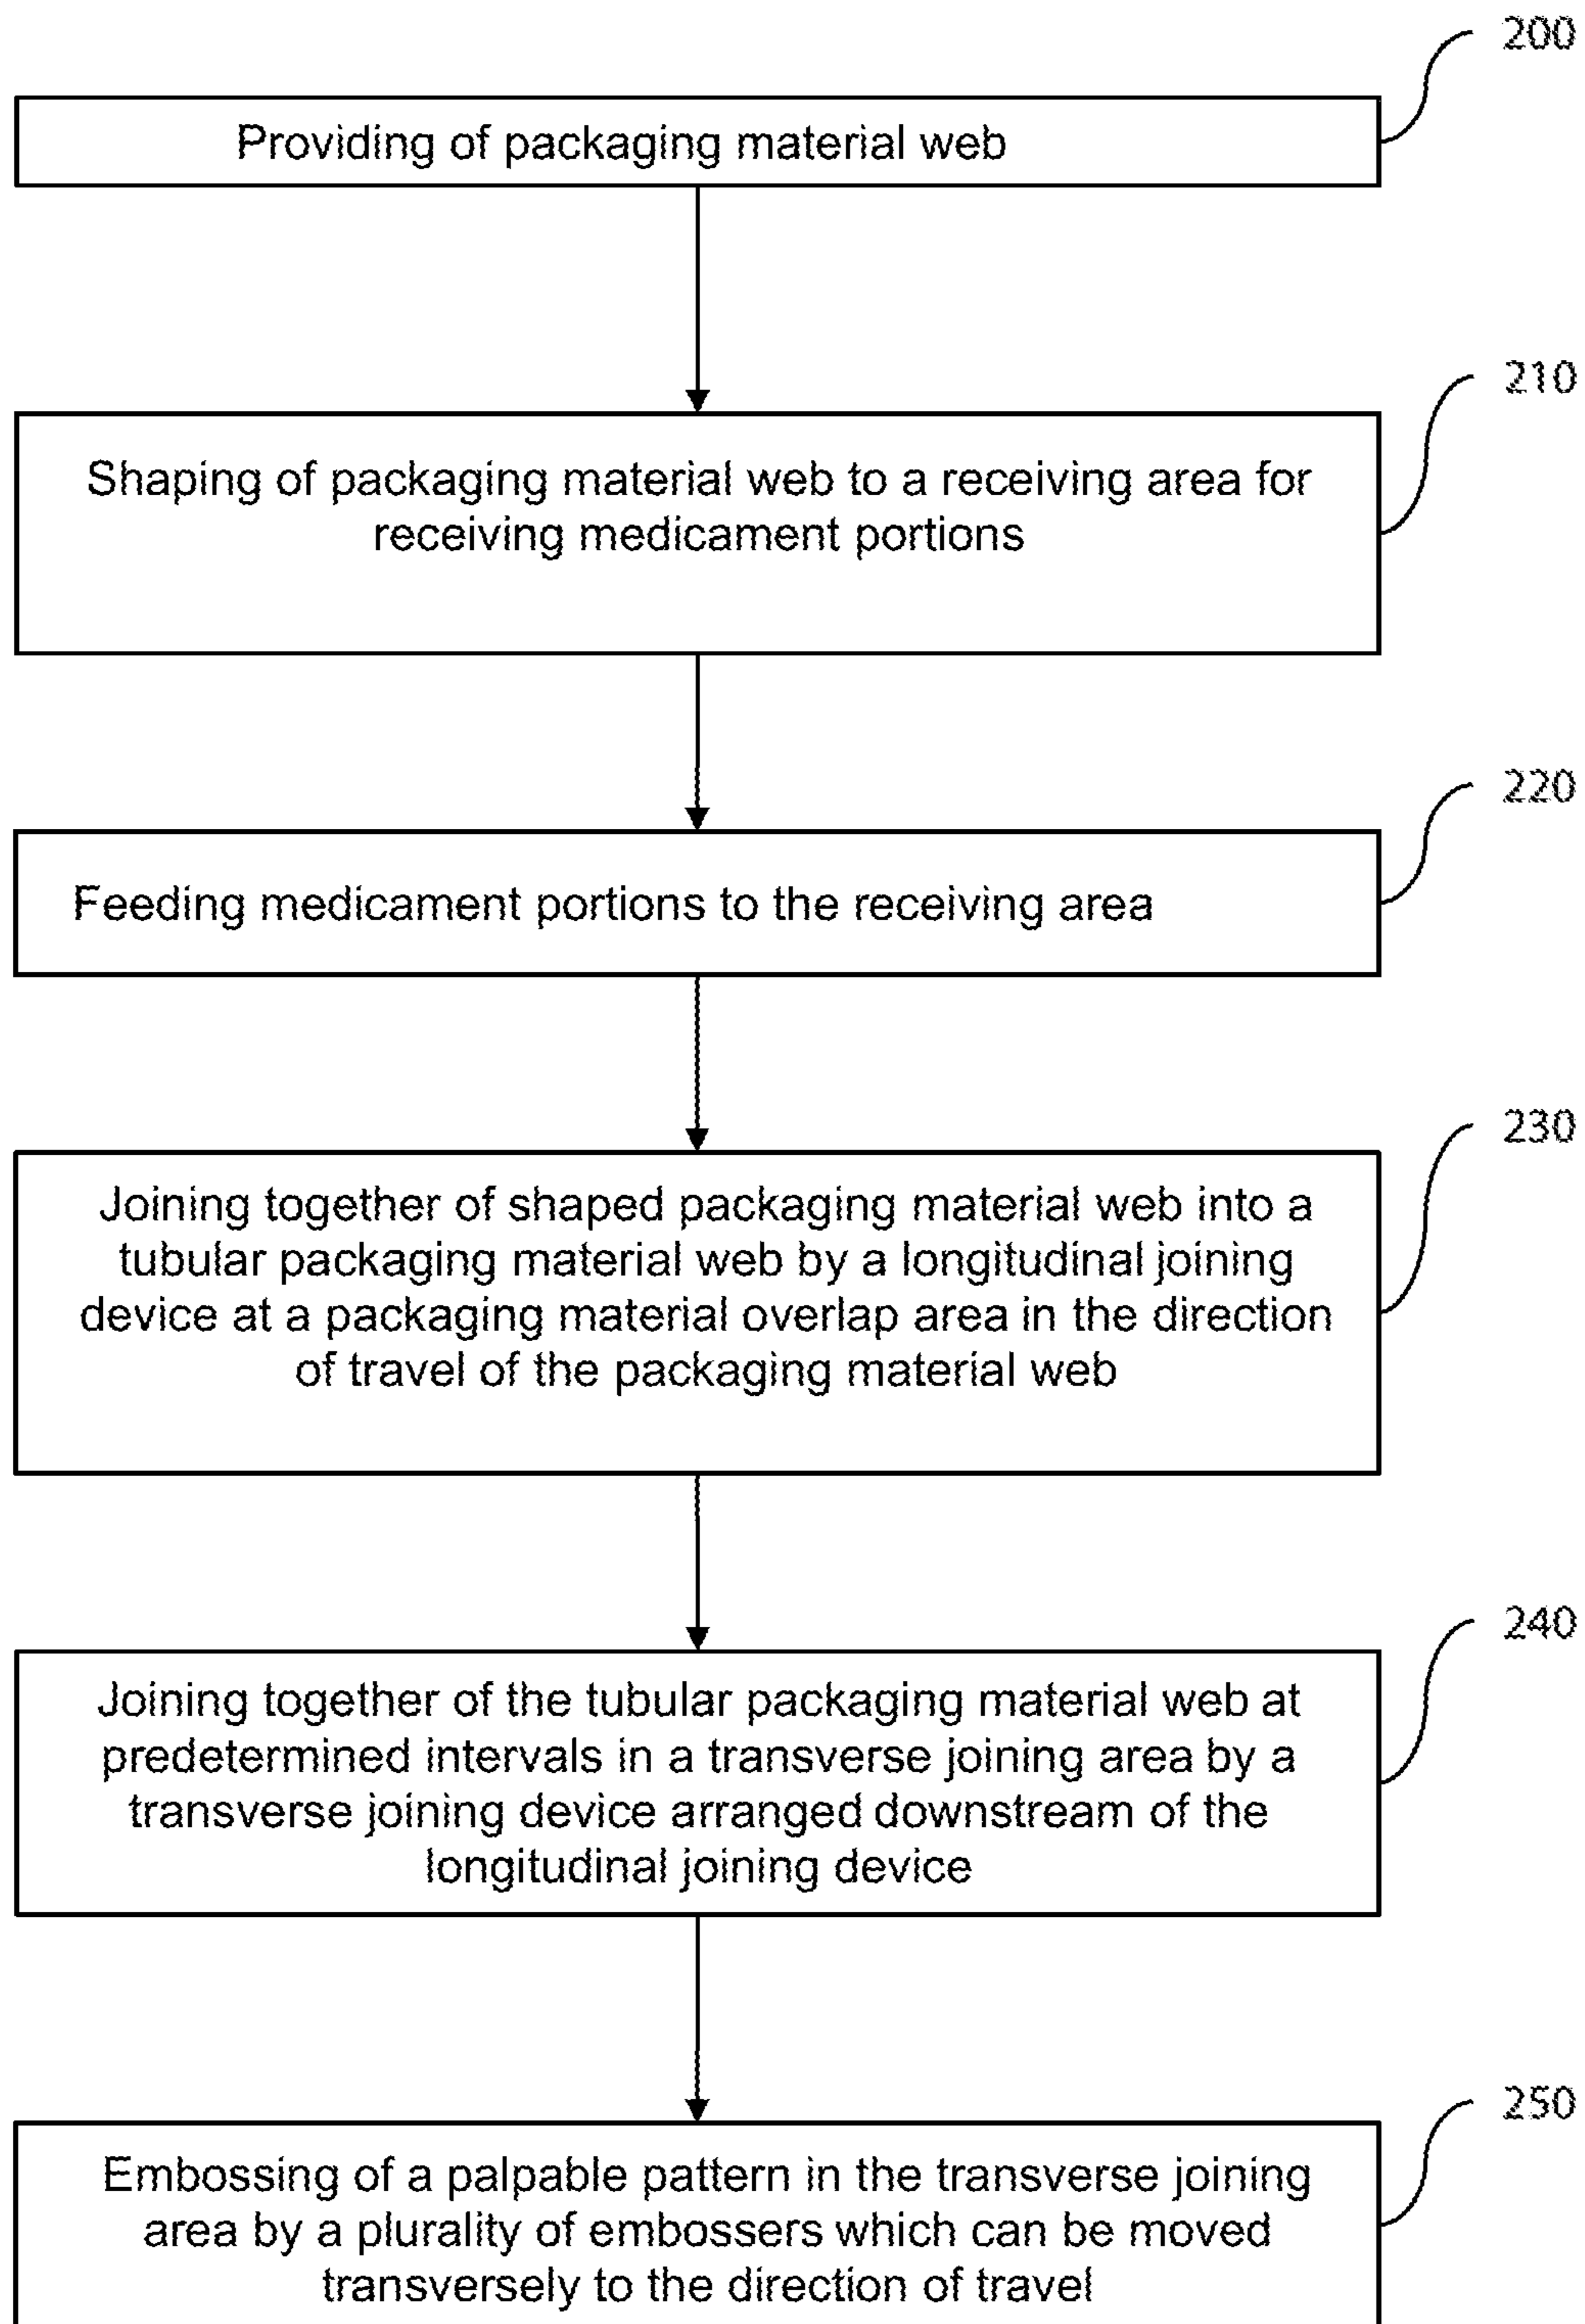 200
Providing of packaging material web
210
Shaping of packaging material web to a receiving area for
receiving medicament portions
220
Feeding medicament portions to the receiving area
230
Joining together of shaped packaging material web into a
tubular packaging material web by a longitudinal joining
device at a packaging material overlap area in the direction
of travel of the packaging material web
240
Joining together of the tubular packaging material web at
predetermined intervals in a transverse joining area by a
transverse joining device arranged downstream of the
longitudinal joining device
250
Embossing of a palpable pattern in the transverse joining
area by a plurality of embossers which can be moved
transversely to the direction of travel